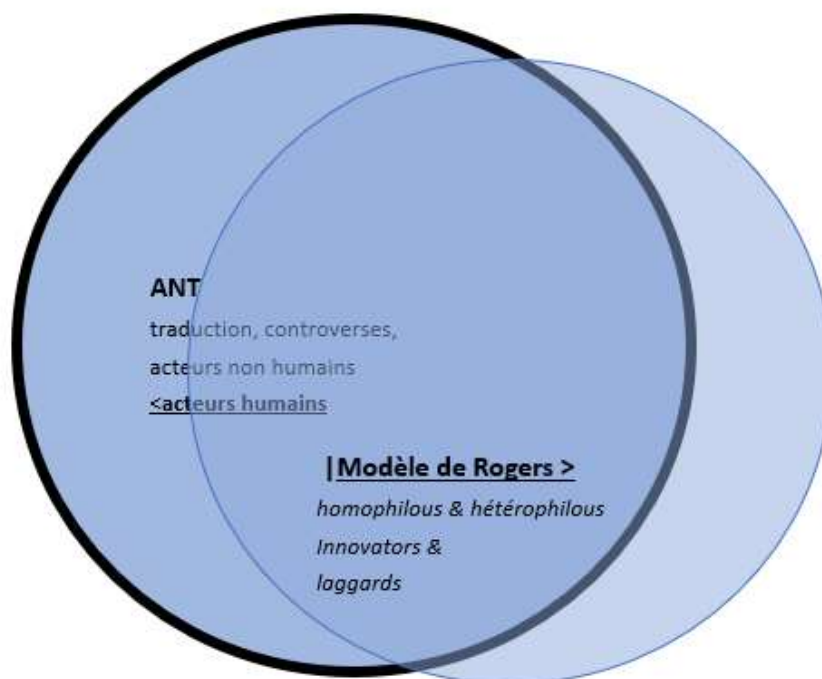 ANT
traduction, controverses,
acteurs non humains
<acteurs humains
|Modèle de Rogers >
homophilous & hétérophilous
Innovators &
laggards